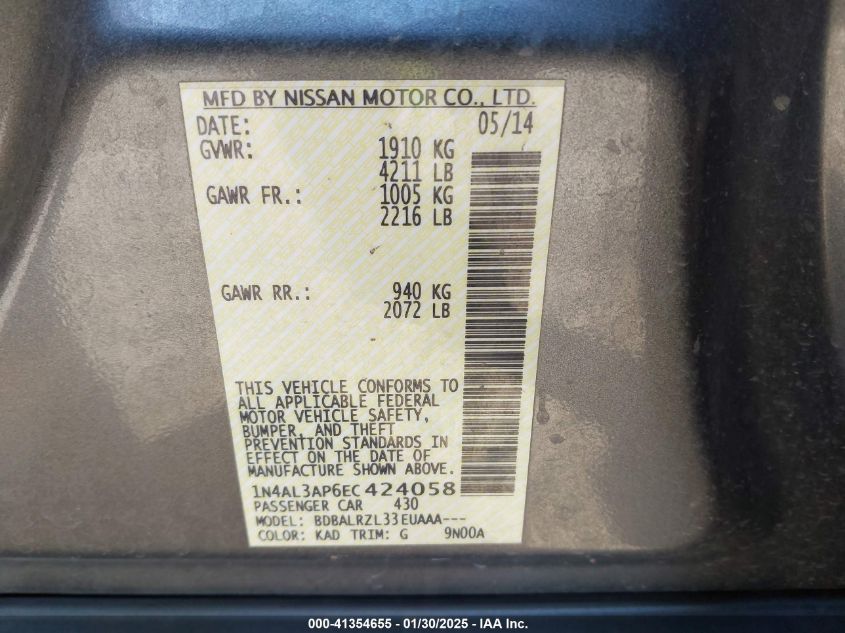 MFD BY NISSAN MOTOR CO., LTD.
DATE: 05/14
GVWR: 1910 KG
4211 LB
GAWR FR.: 1005 KG
2216 LB
GAWR RR.: 940 KG
2072 LB
THIS VEHICLE CONFORMS TO
ALL APPLICABLE FEDERAL
MOTOR VEHICLE SAFETY,
BUMPER, AND THEFT
PREVENTION STANDARDS IN
EFFECT ON THE DATE OF
MANUFACTURE SHOWN ABOVE.
1N4AL3AP6EC424058
PASSENGER CAR 430
MODEL: BDBALRZL33EUAAA---
COLOR: KAD TRIM: G 9N00A
000-41354655 — 01/30/2025 — IAA Inc.